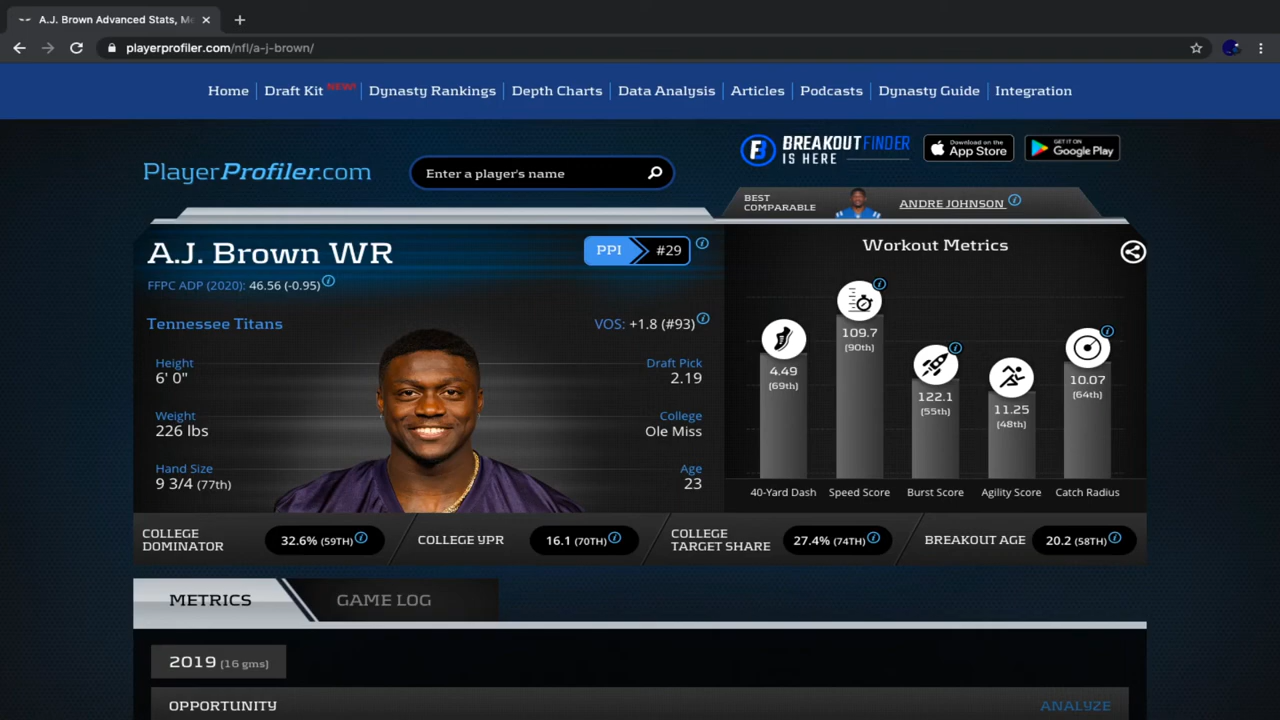 A.J. Brown Advanced Stats, Me
playerprofiler.com/nfl/a-j-brown/
Home
Draft Kit NEW!
Dynasty Rankings
Depth Charts
Data Analysis
Articles
Podcasts
Dynasty Guide
Integration
PlayerProfiler.com
Enter a player's name
BREAKOUTFINDER
IS HERE
Download on the
App Store
GET IT ON
Google Play
BEST
COMPARABLE
ANDRE JOHNSON
A.J. Brown WR
PPI
#29
FFPC ADP (2020): 46.56 (-0.95)
Tennessee Titans
VOS: +1.8 (#93)
Height
6' 0"
Weight
226 lbs
Hand Size
9 3/4 (77th)
Draft Pick
2.19
College
Ole Miss
Age
23
Workout Metrics
4.49
(69th)
40-Yard Dash
109.7
(90th)
Speed Score
122.1
(55th)
Burst Score
11.25
(48th)
Agility Score
10.07
(64th)
Catch Radius
COLLEGE
DOMINATOR
32.6% (59TH)
COLLEGE YPR
16.1 (70TH)
COLLEGE
TARGET SHARE
27.4% (74TH)
BREAKOUT AGE
20.2 (58TH)
METRICS
GAME LOG
2019 (16 gms)
OPPORTUNITY
ANALYZE